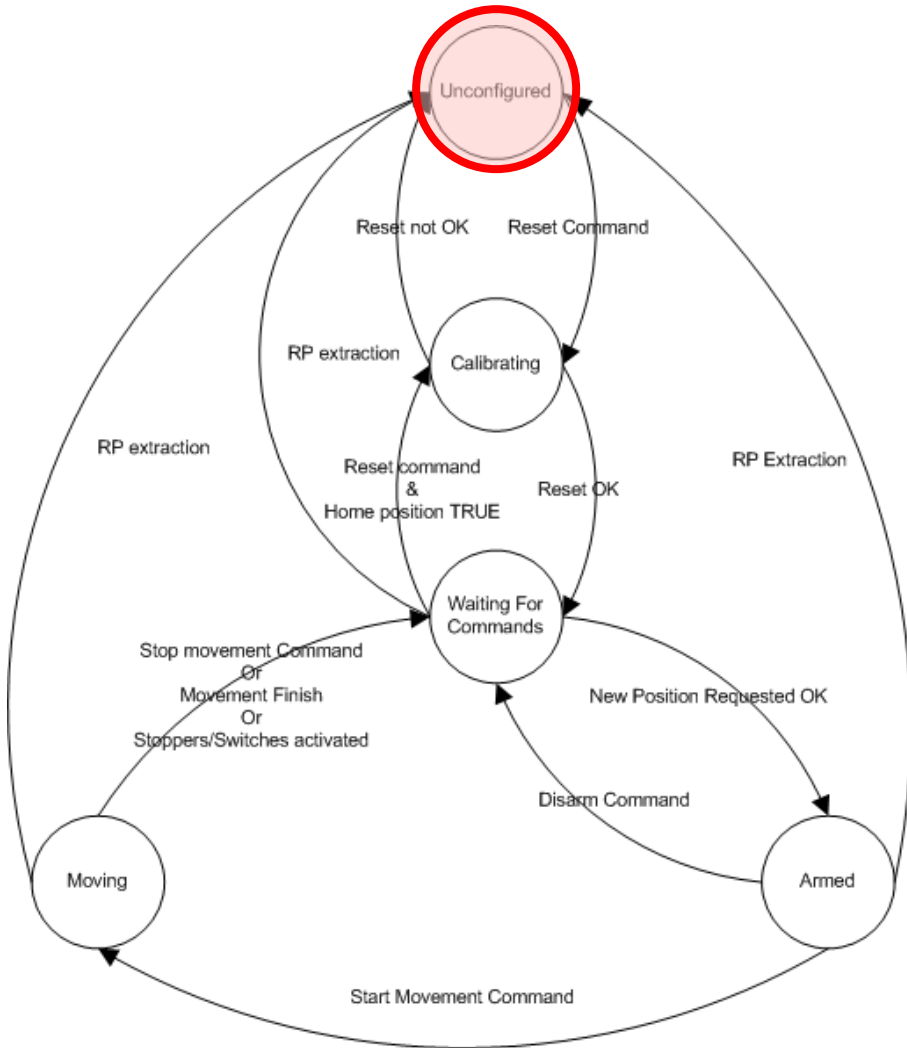 Unconfigured
Reset not OK
Reset Command
RP extraction
Calibrating
RP extraction
RP Extraction
Reset command
&
Home position TRUE
Reset OK
Waiting For
Commands
Stop movement Command
Or
Movement Finish
Or
Stoppers/Switches activated
New Position Requested OK
Disarm Command
Moving
Armed
Start Movement Command